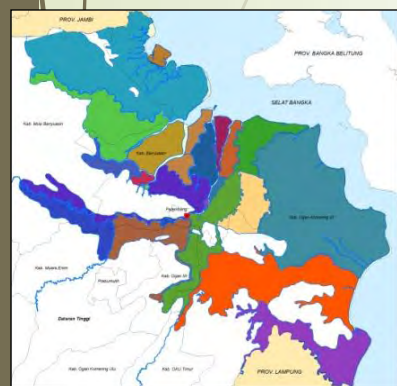 PROV. JAMBI
PROV. BANGKA BELITUNG
SELAT BANGKA
Kab. Musi Banyuasin
Kab. Banyuasin
Palembang
Kab. Ogan Komering Ilir
Kab. Muara Enim
Kab. Ogan Ilir
Prabumulih
Dataran Tinggi
Kab. Ogan Komering Ulu
Kab. OKU Timur
PROV. LAMPUNG